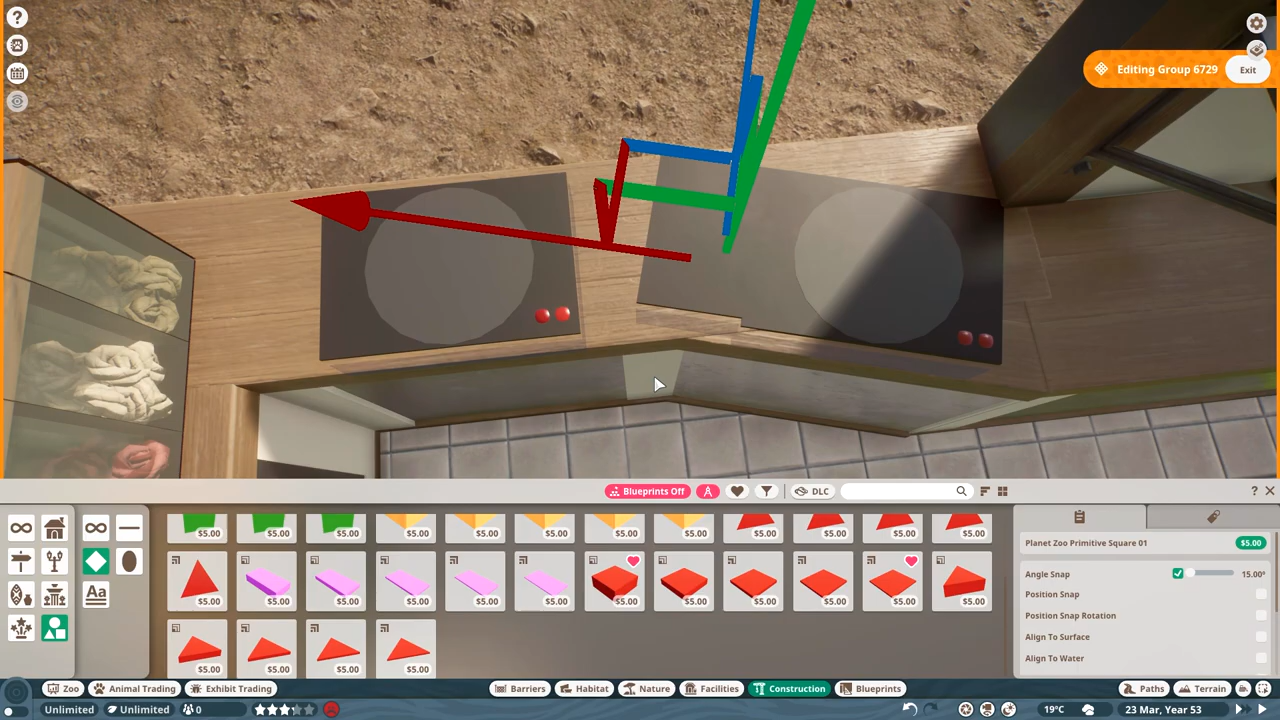 ?
Editing Group 6729
Exit
Blueprints Off
DLC
?
$5.00 $5.00 $5.00 $5.00 $5.00 $5.00 $5.00 $5.00 $5.00 $5.00 $5.00 $5.00
$5.00 $5.00 $5.00 $5.00 $5.00 $5.00 $5.00 $5.00 $5.00 $5.00 $5.00 $5.00
Aa
$5.00 $5.00 $5.00 $5.00
Planet Zoo Primitive Square 01 $5.00
Angle Snap 15.00°
Position Snap
Position Snap Rotation
Align To Surface
Align To Water
Zoo Animal Trading Exhibit Trading Barriers Habitat Nature Facilities Construction Blueprints Paths Terrain
Unlimited Unlimited 0 19°C 23 Mar, Year 53